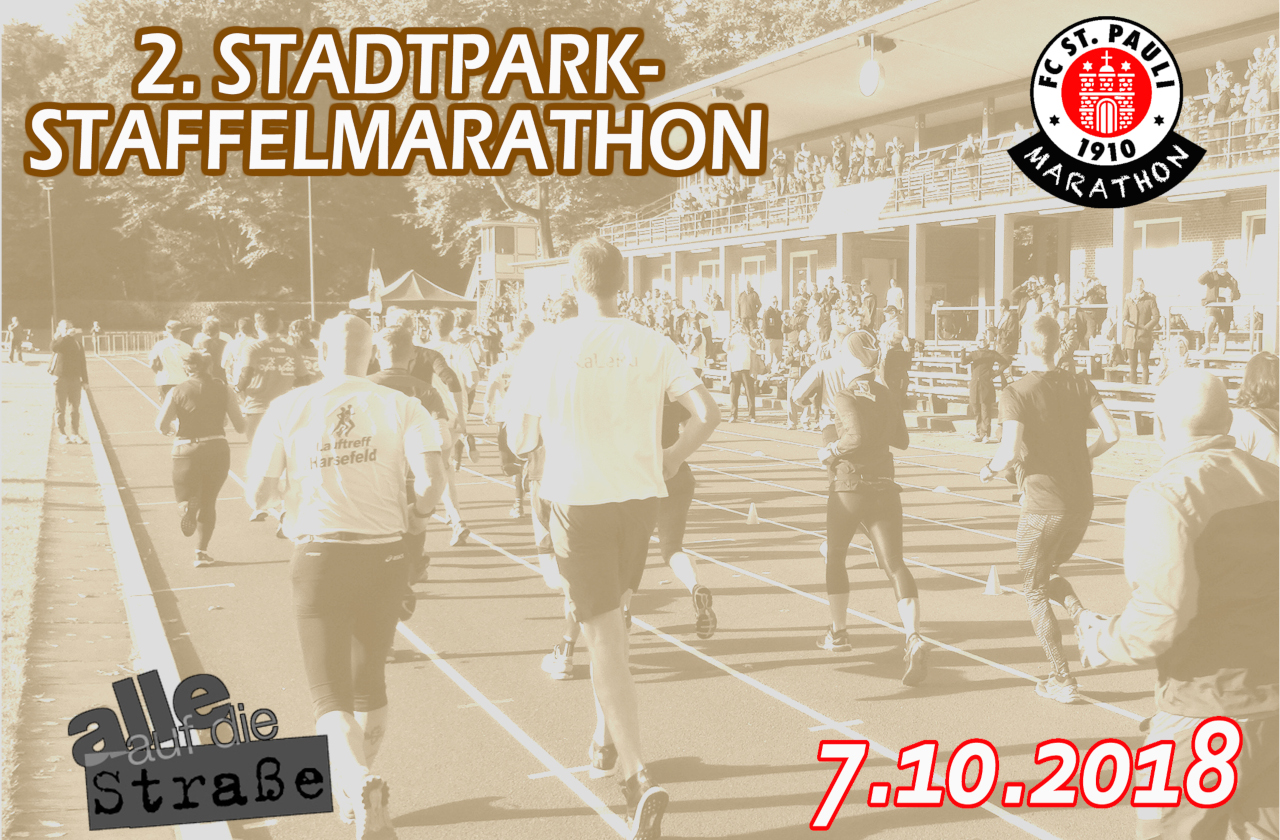 2. STADTPARK-
STAFFELMARATHON
FC ST. PAULI
1910
MARATHON
Lauftreff
Harsefeld
alle
auf die
Straße
7.10.2018